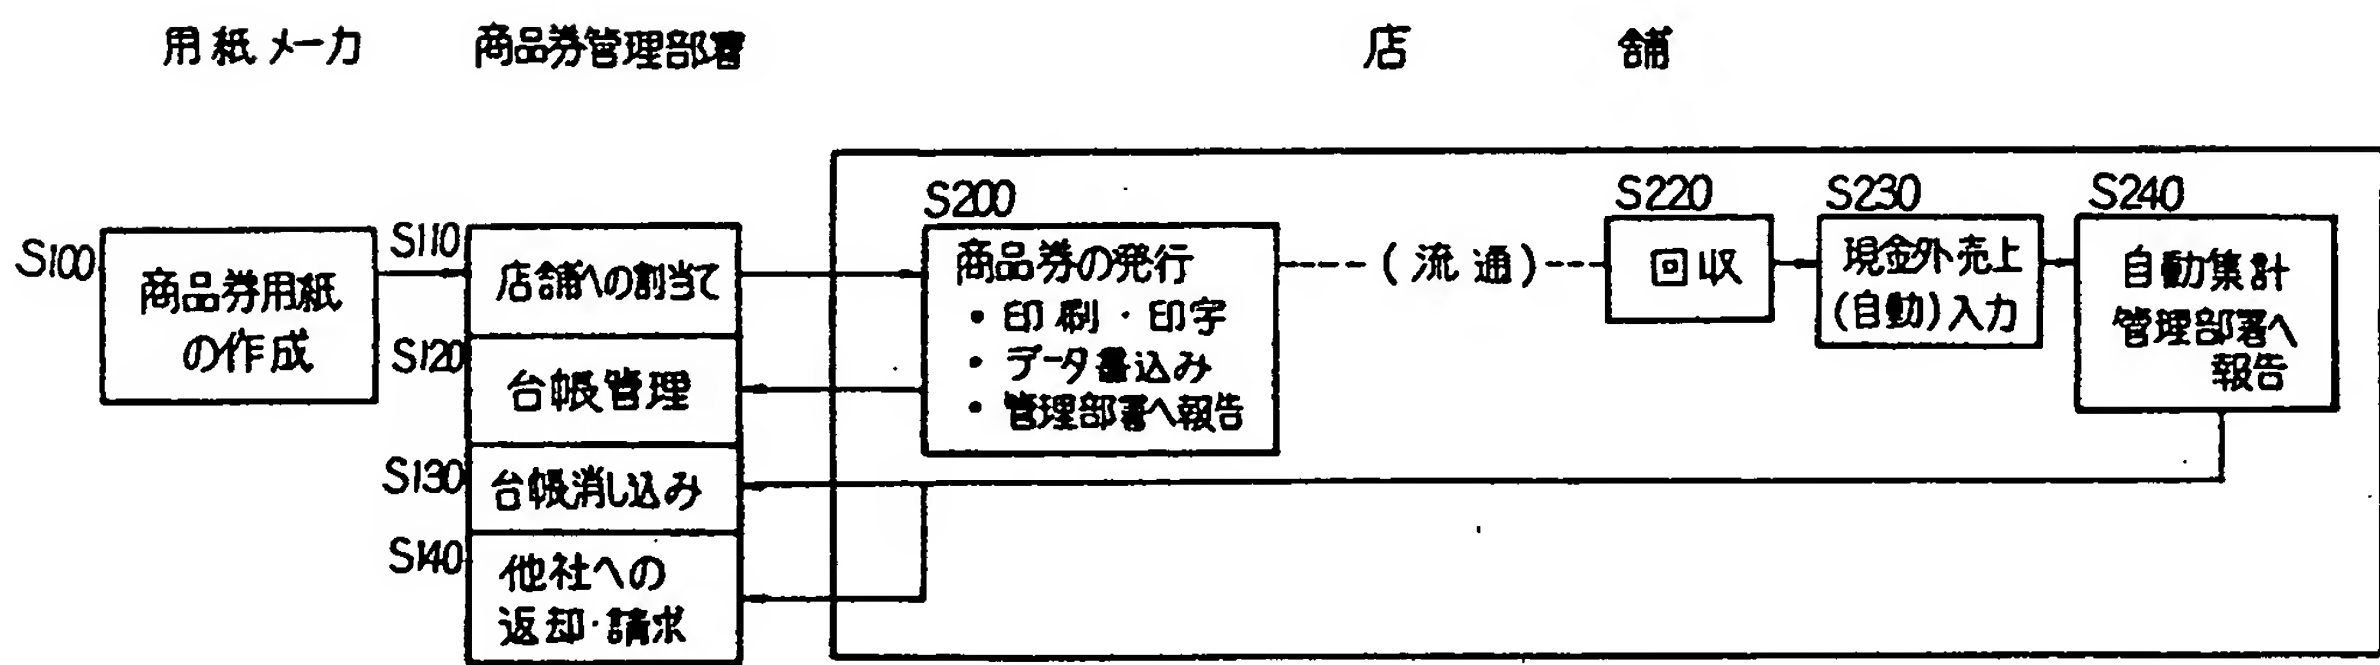 用紙メーカ
商品券管理部署
店舗
S100
商品券用紙
の作成
S110
店舗への割当て
S120
台帳管理
S130
台帳消し込み
S140
他社への
返却・請求
S200
商品券の発行
・印刷・印字
・データ書込み
・管理部署へ報告
(流通)
S220
回収
S230
現金外売上
(自動)入力
S240
自動集計
管理部署へ
報告